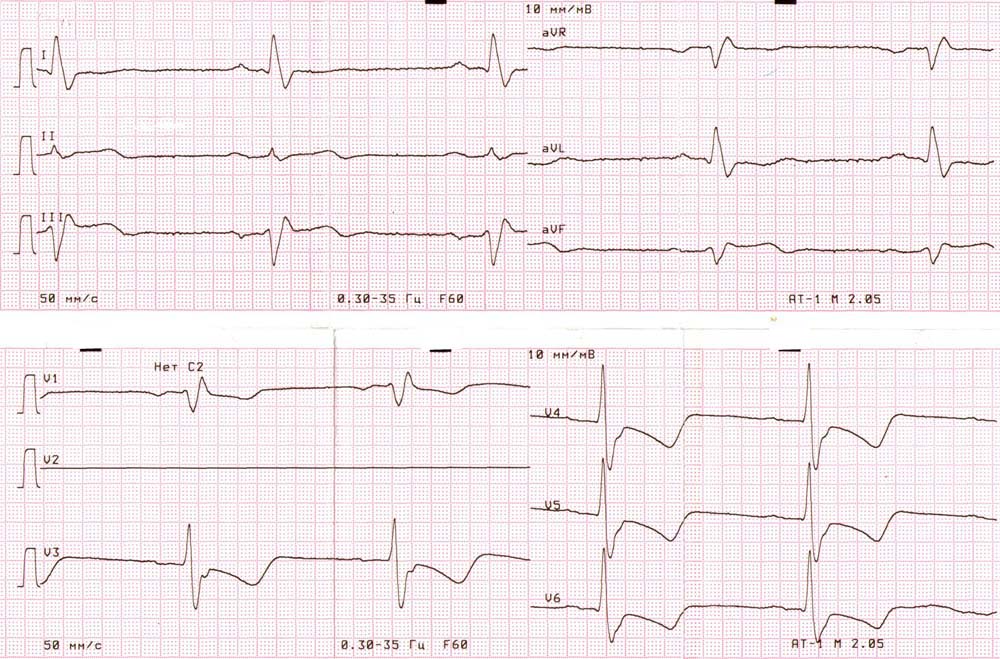 10 мм/мВ
I
aVR
II
aVL
III
aVF
50 мм/с
0.30-35 Гц F60
АТ-1 М 2.05
10 мм/мВ
V1
Нет С2
V4
V2
V5
V3
V6
50 мм/с
0.30-35 Гц F60
АТ-1 М 2.05